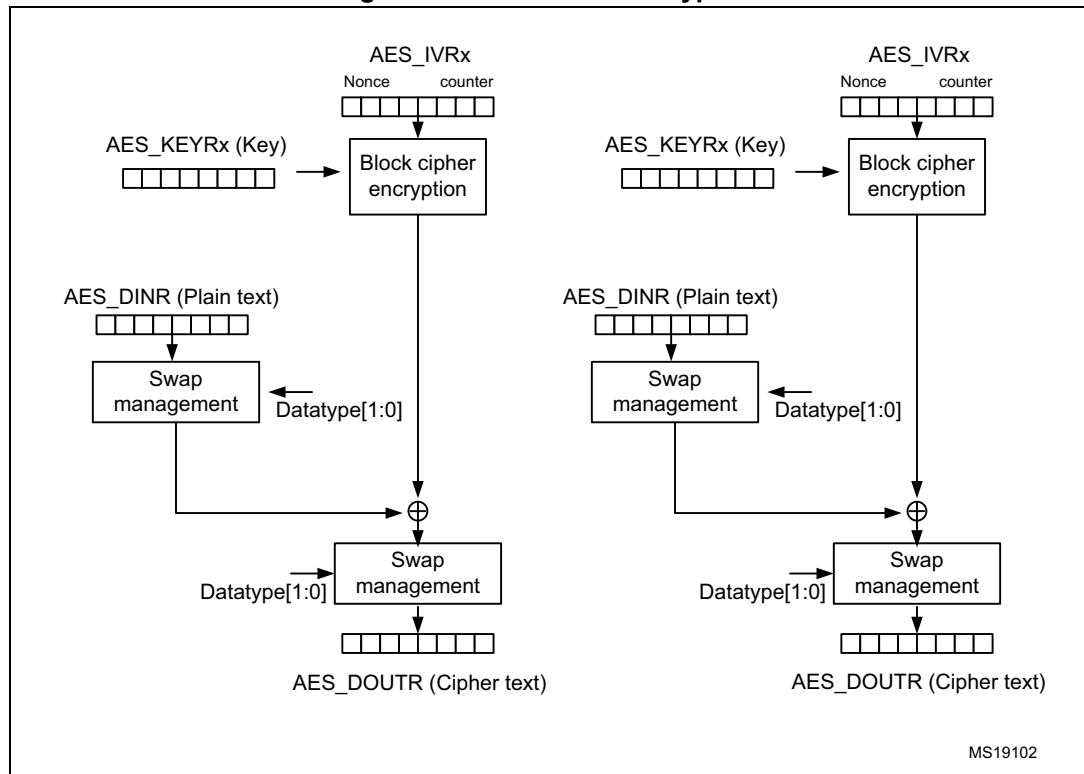 AES_IVRx
Nonce counter
AES_KEYRx (Key)
Block cipher
encryption
AES_DINR (Plain text)
Swap
management
Datatype[1:0]
Swap
management
Datatype[1:0]
AES_DOUTR (Cipher text)
AES_IVRx
Nonce counter
AES_KEYRx (Key)
Block cipher
encryption
AES_DINR (Plain text)
Swap
management
Datatype[1:0]
Swap
management
Datatype[1:0]
AES_DOUTR (Cipher text)
MS19102